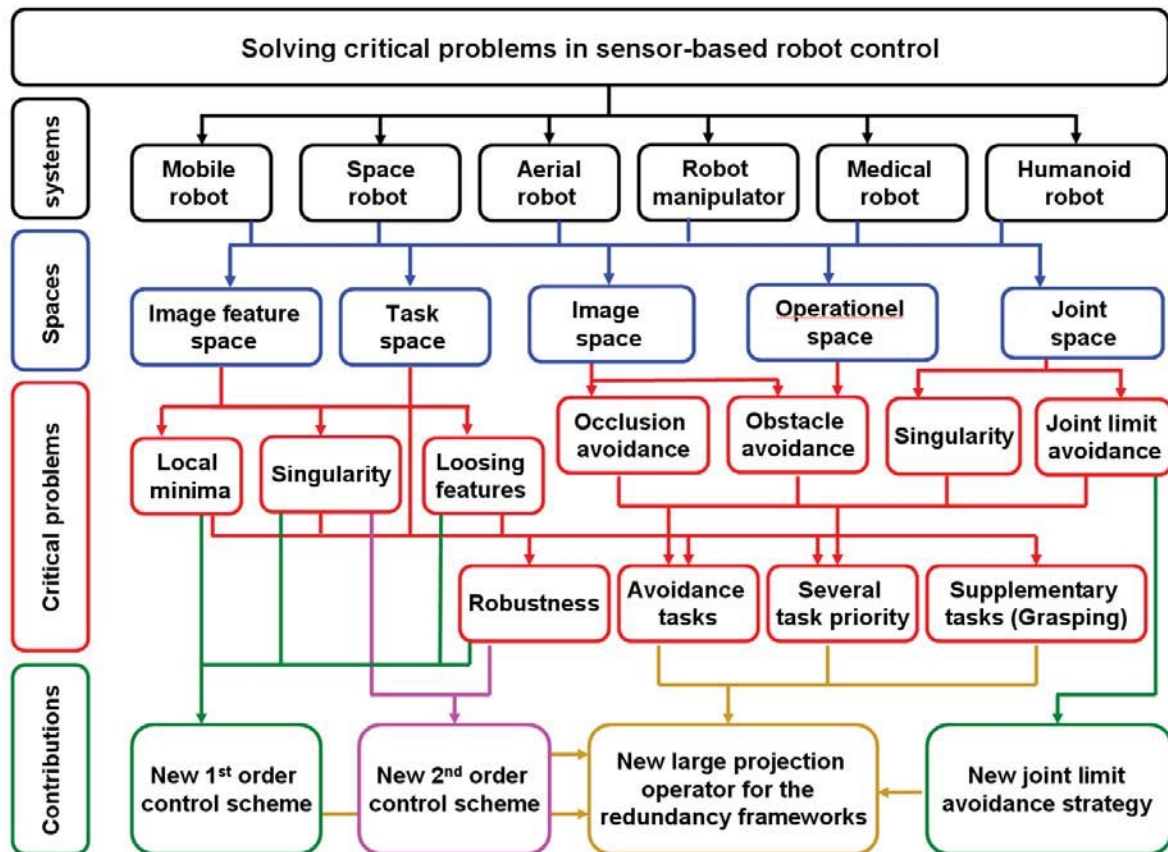 Solving critical problems in sensor-based robot control
systems
Mobile
robot
Space
robot
Aerial
robot
Robot
manipulator
Medical
robot
Humanoid
robot
Spaces
Image feature
space
Task
space
Image
space
Operationel
space
Joint
space
Critical problems
Local
minima
Singularity
Loosing
features
Occlusion
avoidance
Obstacle
avoidance
Singularity
Joint limit
avoidance
Robustness
Avoidance
tasks
Several
task priority
Supplementary
tasks (Grasping)
Contributions
New 1st order
control scheme
New 2nd order
control scheme
New large projection
operator for the
redundancy frameworks
New joint limit
avoidance strategy